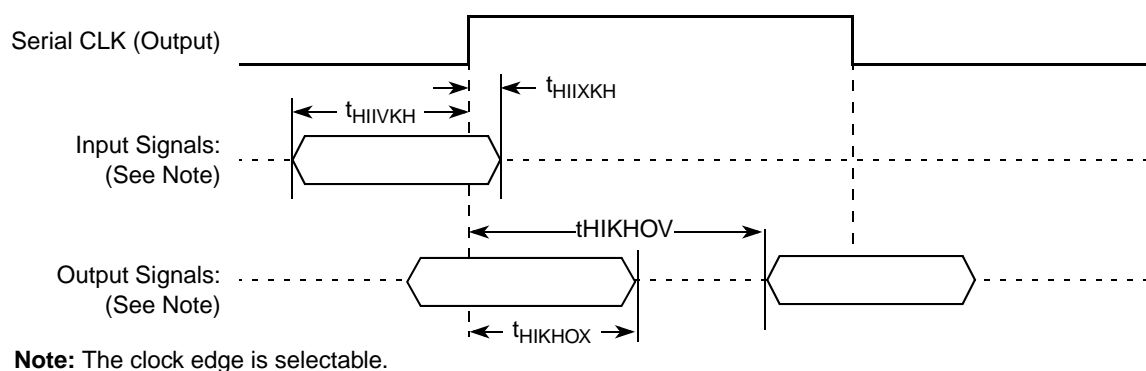 Serial CLK (Output)
tHIIXKH
tHIIVKH
Input Signals:
(See Note)
tHIKHOV
Output Signals:
(See Note)
tHIKHOX
Note: The clock edge is selectable.